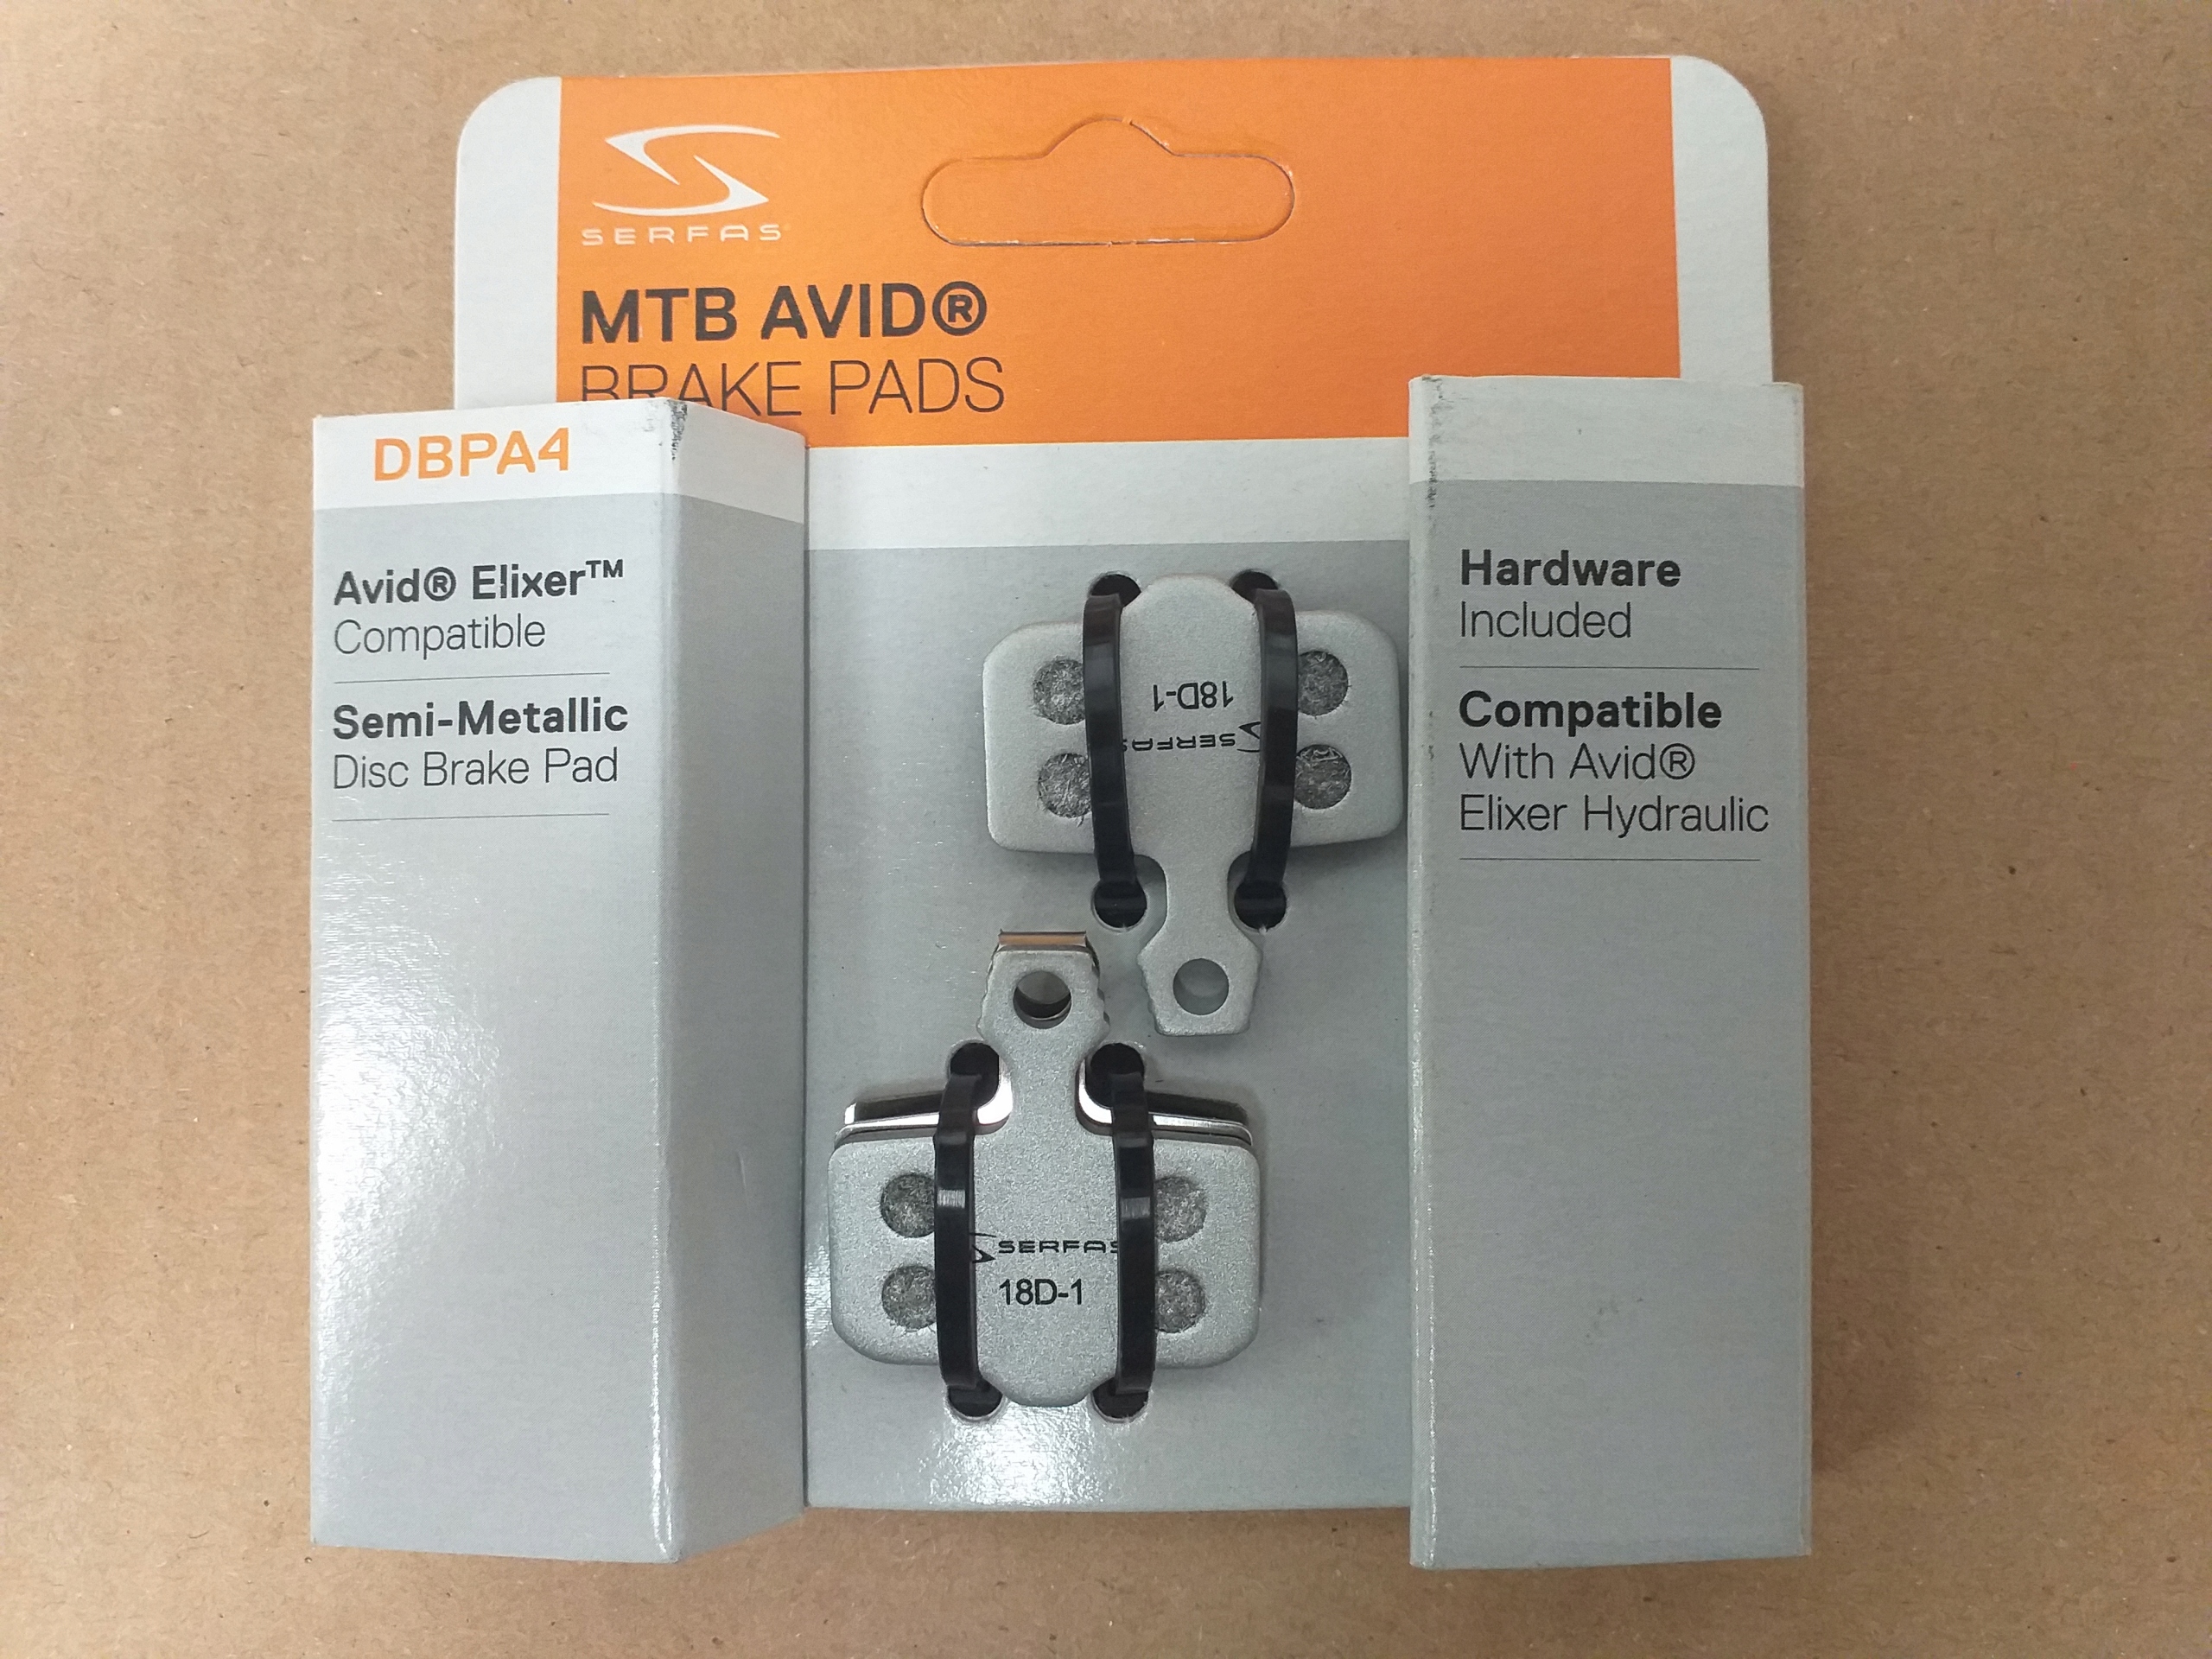 SERFAS
MTB AVID®
BRAKE PADS
DBPA4
Avid® Elixer™
Compatible
Semi-Metallic
Disc Brake Pad
Hardware
Included
Compatible
With Avid®
Elixer Hydraulic
18D-1
SERFAS
SERFAS
18D-1